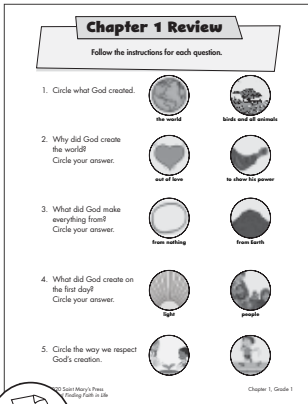 Chapter 1 Review
Follow the instructions for each question.
1. Circle what God created.
the world
birds and all animals
2. Why did God create
the world?
Circle your answer.
out of love
to show his power
3. What did God make
everything from?
Circle your answer.
from nothing
from Earth
4. What did God create on
the first day?
Circle your answer.
light
people
5. Circle the way we respect
God's creation.
20 Saint Mary's Press
Finding Faith in Life
Chapter 1, Grade 1